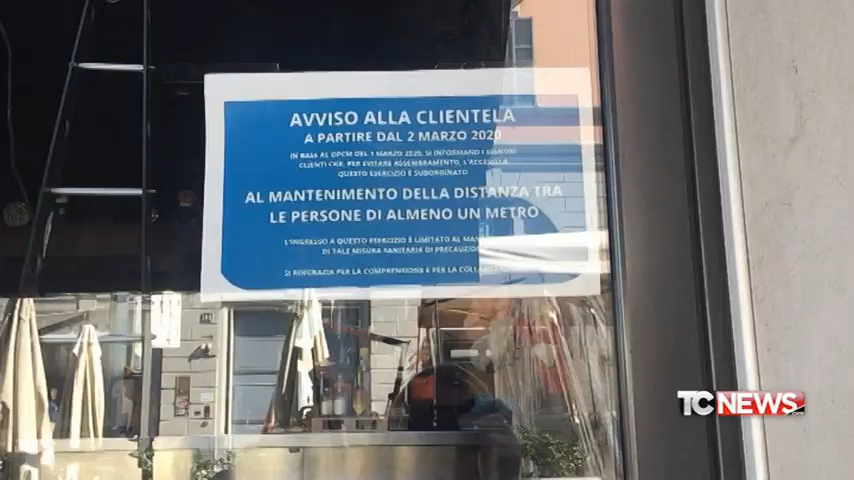 AVVISO ALLA CLIENTELA
A PARTIRE DAL 2 MARZO 2020
IN BASE AL DPCM DEL 1 MARZO 2020, SI INFORMANO I SIGNORI
CLIENTI CHE, PER EVITARE ASSEMBRAMENTO, L'ACCESSO A
QUESTO ESERCIZIO È SUBORDINATO
AL MANTENIMENTO DELLA DISTANZA TRA
LE PERSONE DI ALMENO UN METRO
L'INGRESSO A QUESTO ESERCIZIO È LIMITATO AL
DI TALE MISURA SANITARIA DI PRECAUZIONE
SI RINGRAZIA PER LA COMPRENSIONE E PER LA
TCNEWS